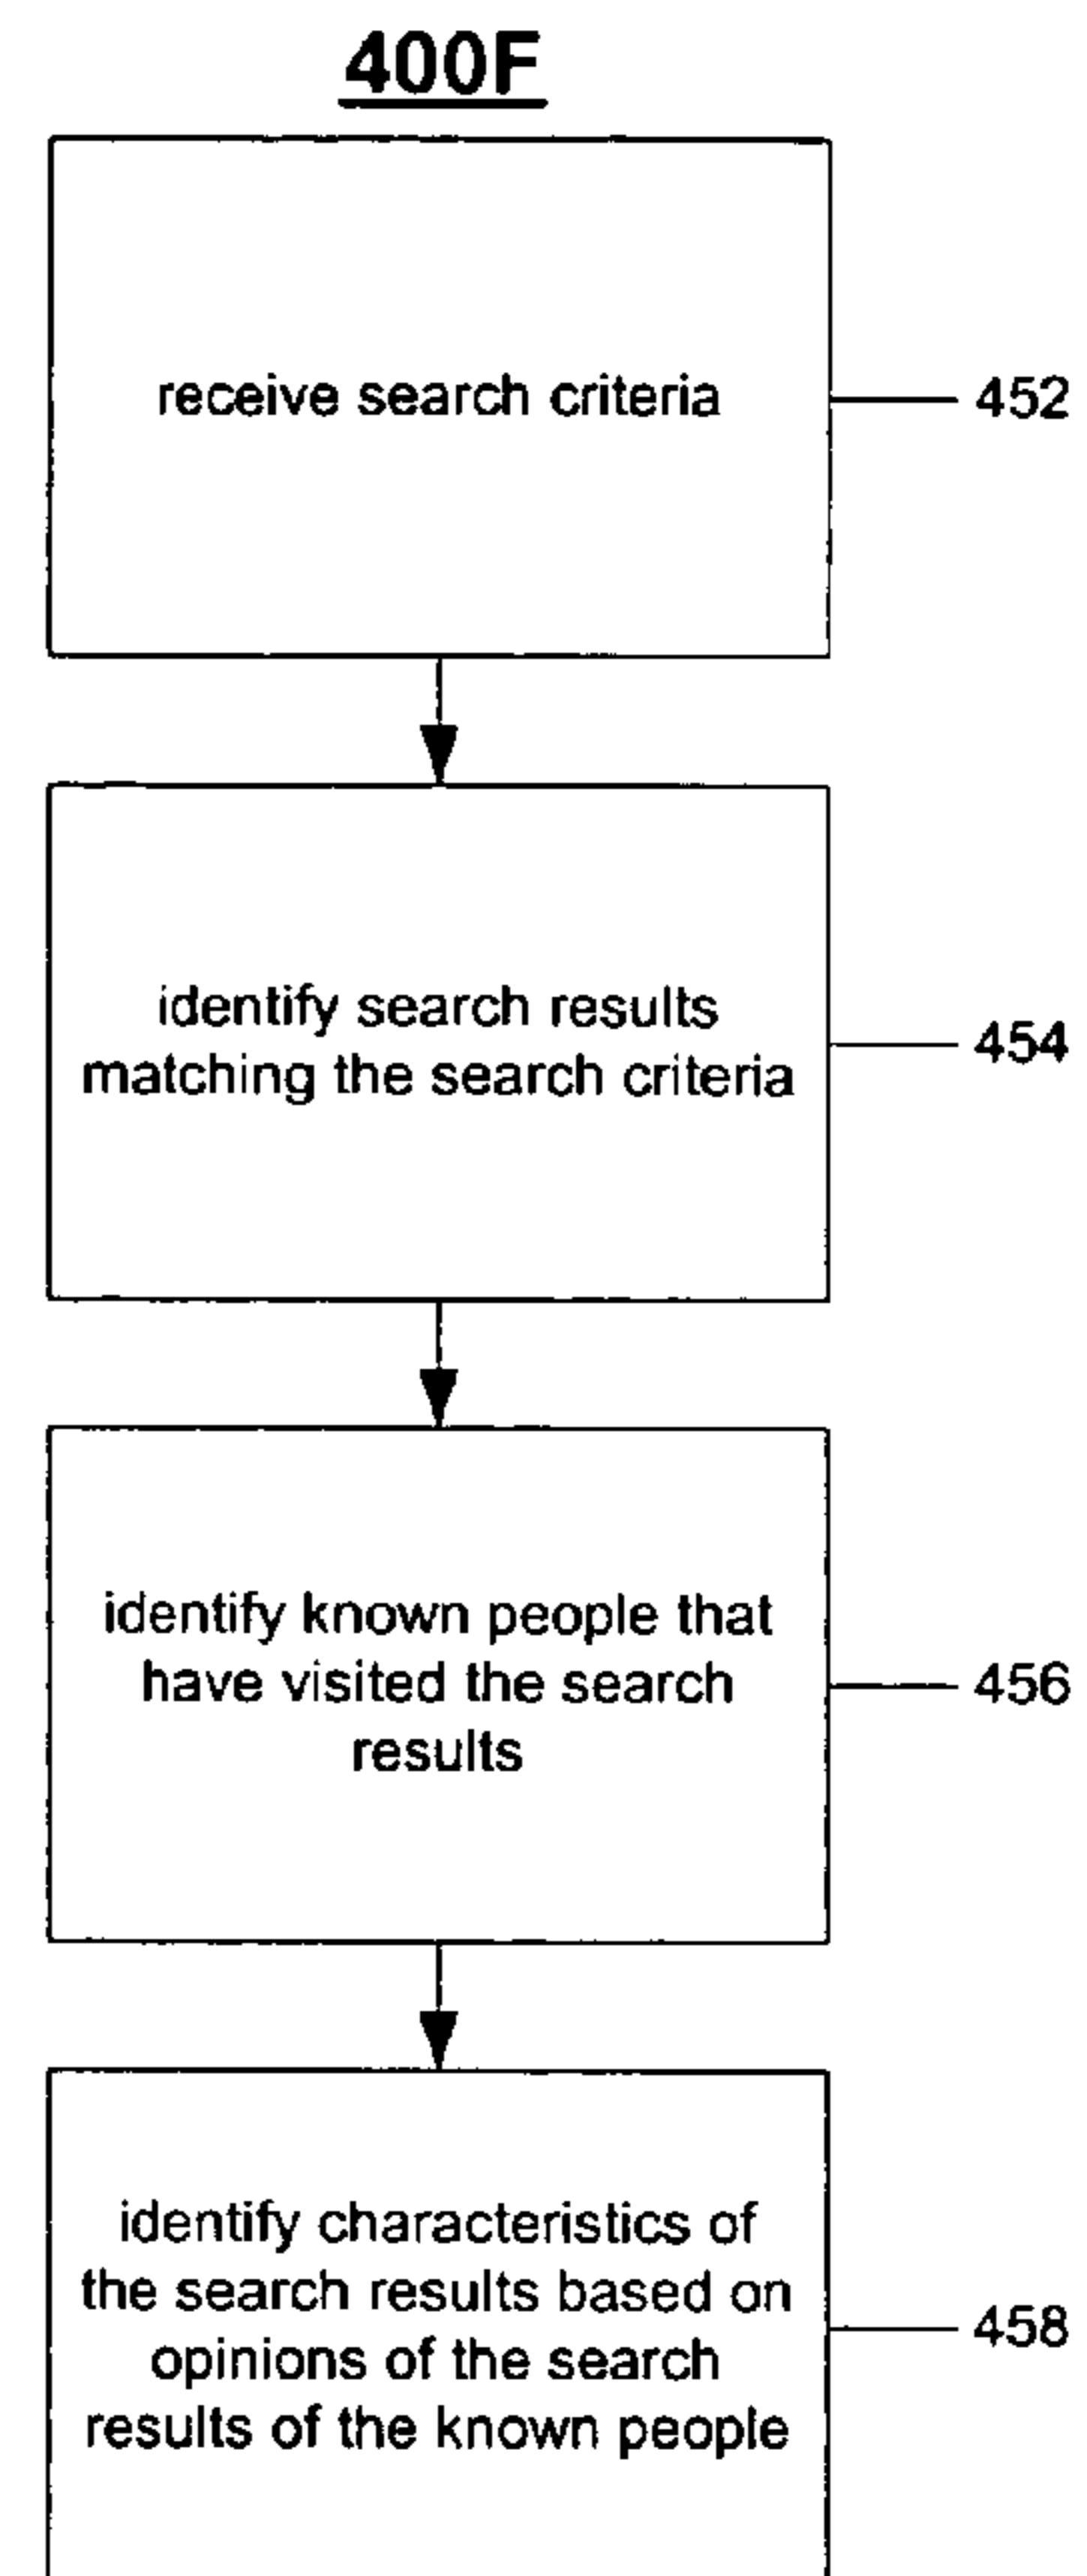 400F
receive search criteria
452
identify search results
matching the search criteria
454
identify known people that
have visited the search
results
456
identify characteristics of
the search results based on
opinions of the search
results of the known people
458